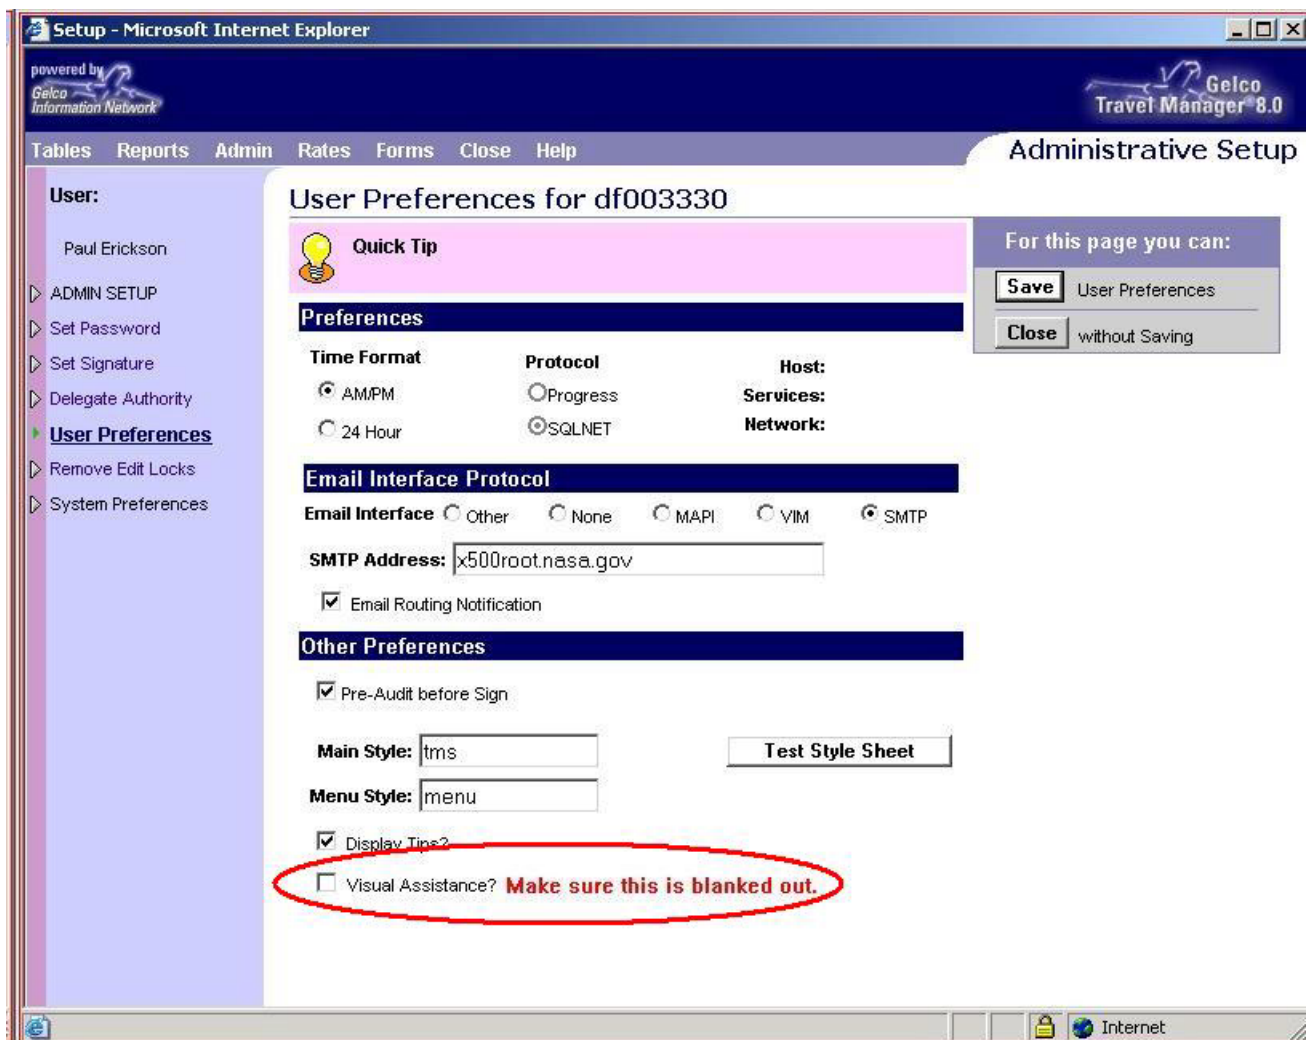 Setup - Microsoft Internet Explorer
powered by
Gelco
Information Network
Gelco
Travel Manager 8.0
Tables Reports Admin Rates Forms Close Help
Administrative Setup
User:
Paul Erickson
ADMIN SETUP
Set Password
Set Signature
Delegate Authority
User Preferences
Remove Edit Locks
System Preferences
User Preferences for df003330
Quick Tip
Preferences
Time Format Protocol Host:
AM/PM Progress Services:
24 Hour SQLNET Network:
Email Interface Protocol
Email Interface Other None MAPI VIM SMTP
SMTP Address: x500root.nasa.gov
Email Routing Notification
Other Preferences
Pre-Audit before Sign
Main Style: tms Test Style Sheet
Menu Style: menu
Display Tips?
Visual Assistance? Make sure this is blanked out.
For this page you can:
Save User Preferences
Close without Saving
Internet